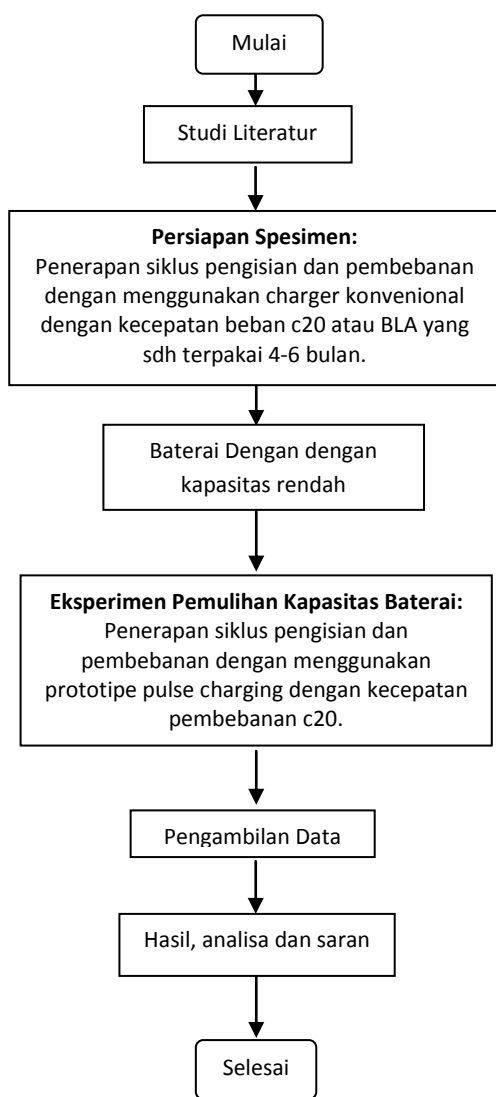 Mulai
Studi Literatur
Persiapan Spesimen:
Penerapan siklus pengisian dan pembebanan
dengan menggunakan charger konvenional
dengan kecepatan beban c20 atau BLA yang
sdh terpakai 4-6 bulan.
Baterai Dengan dengan
kapasitas rendah
Eksperimen Pemulihan Kapasitas Baterai:
Penerapan siklus pengisian dan
pembebanan dengan menggunakan
prototipe pulse charging dengan kecepatan
pembebanan c20.
Pengambilan Data
Hasil, analisa dan saran
Selesai